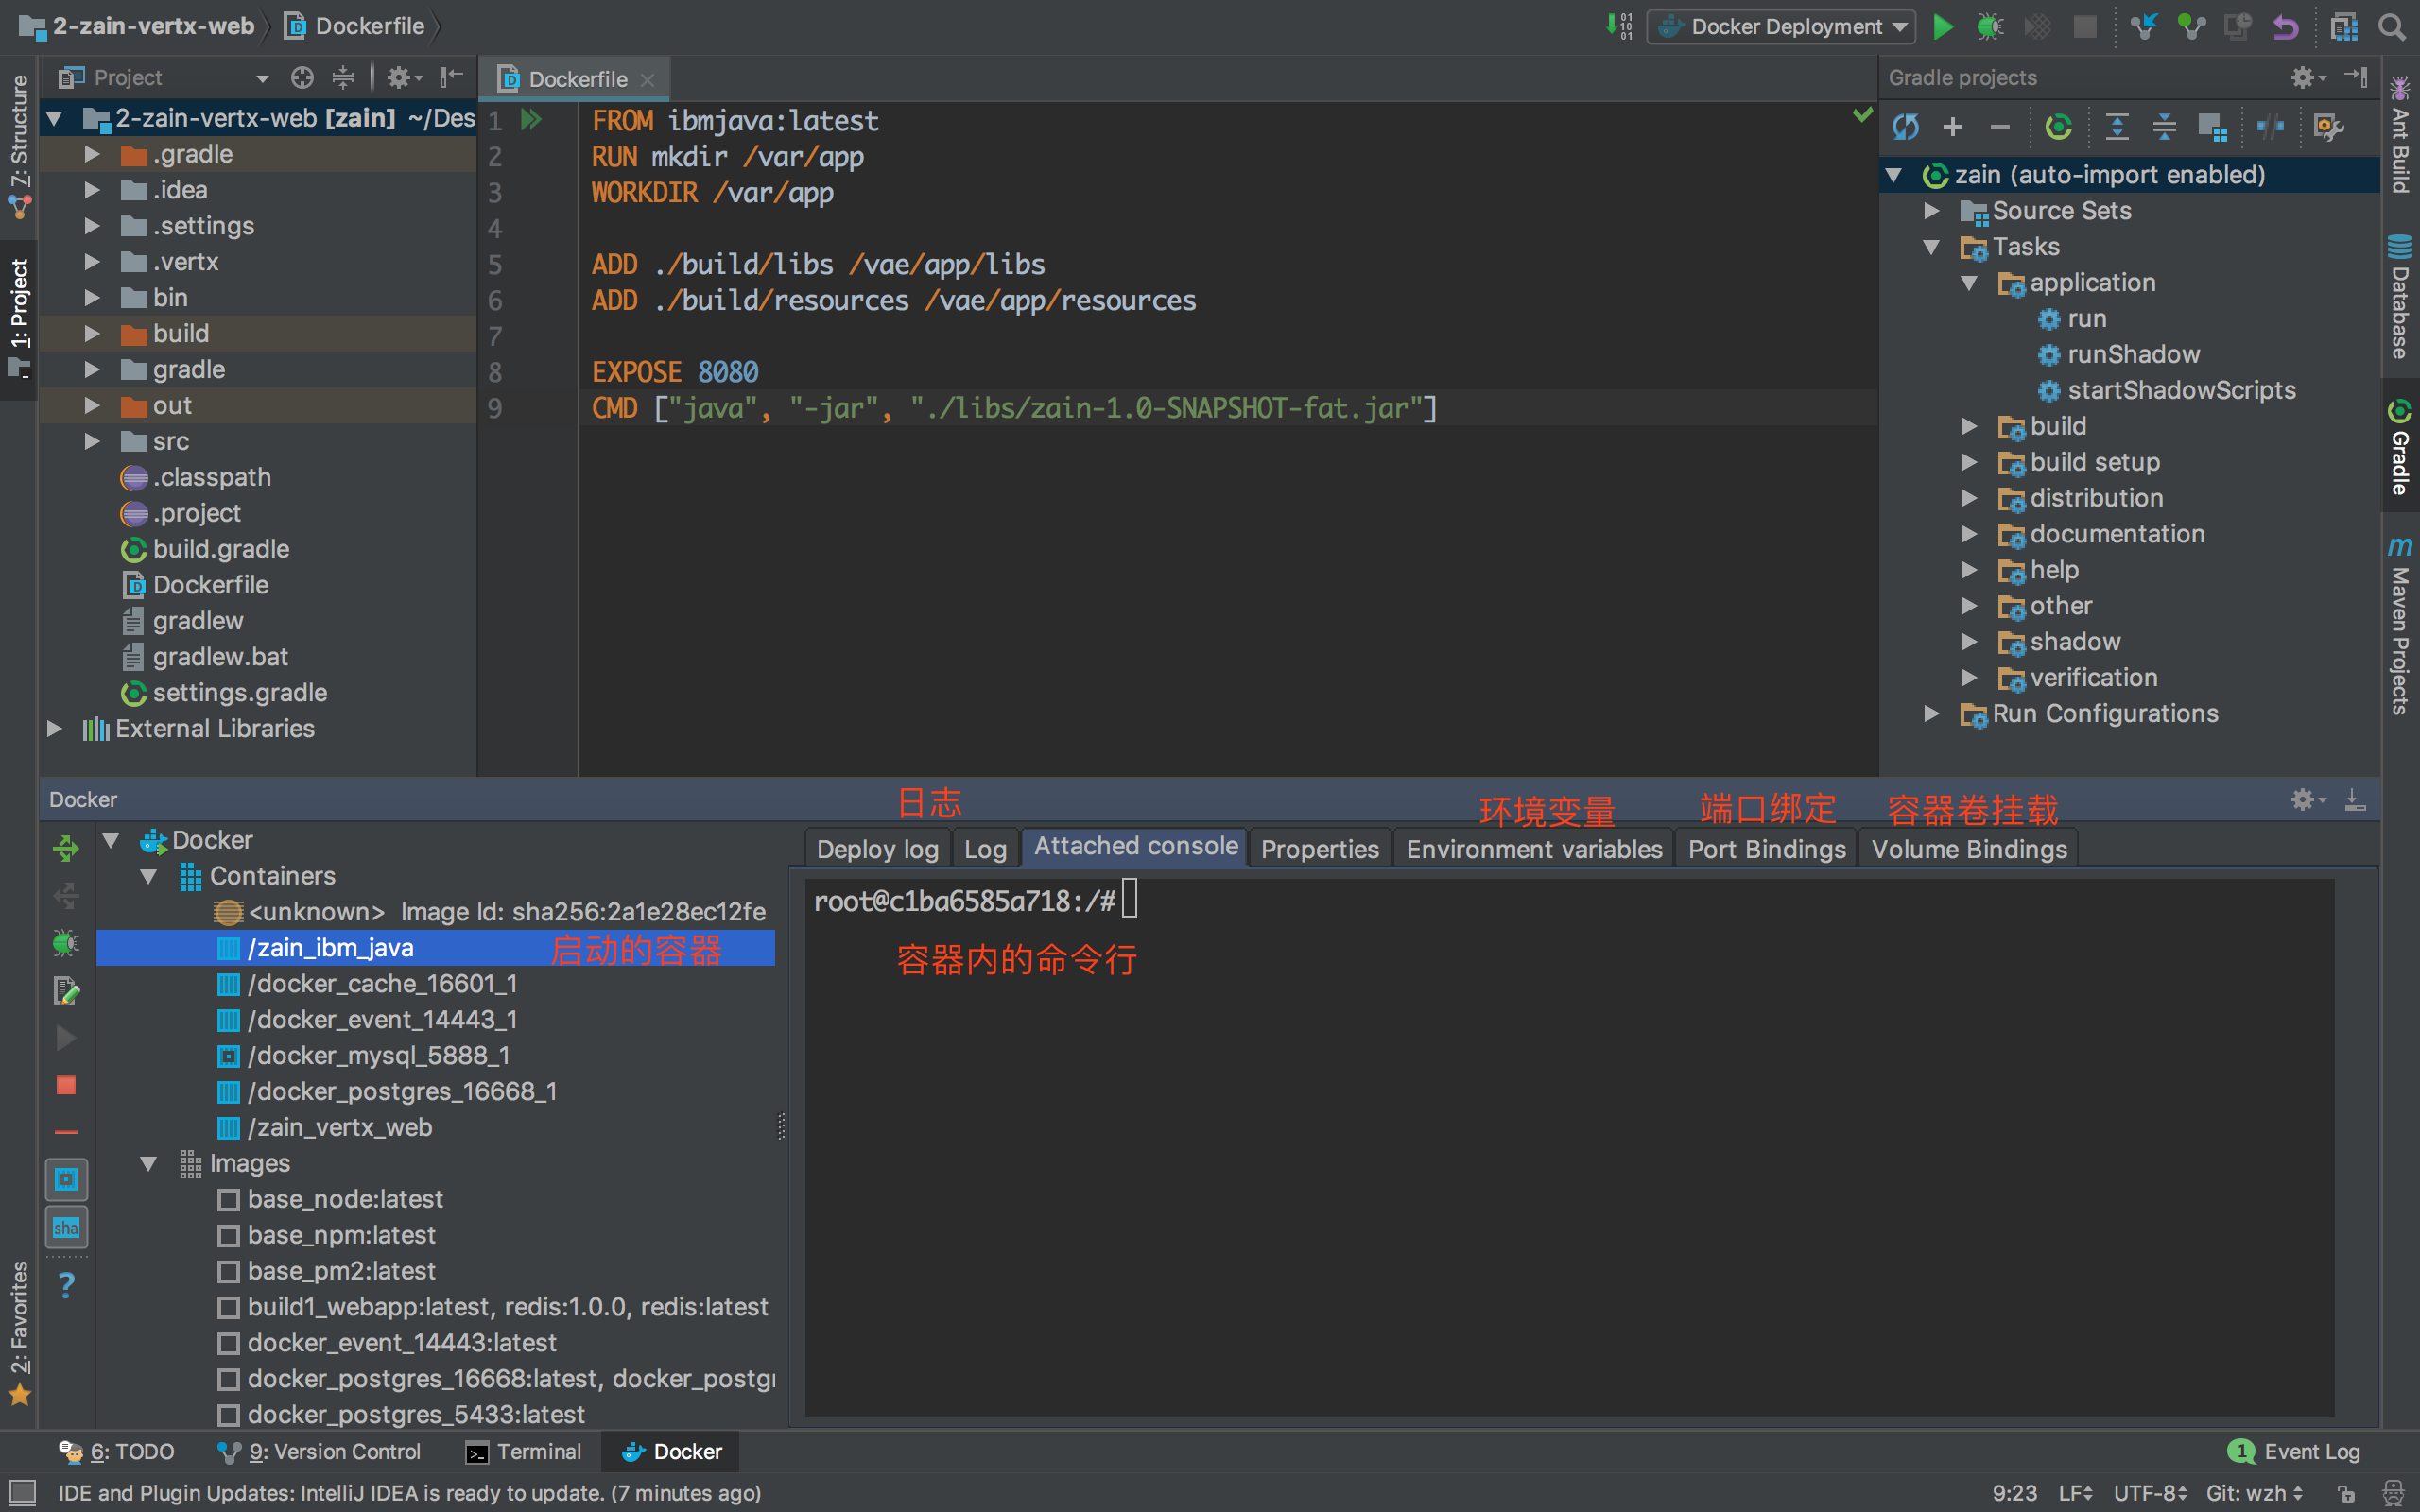 2-zain-vertx-web
Dockerfile
Docker Deployment
7: Structure
1: Project
2: Favorites
Project
2-zain-vertx-web [zain] ~/Des
.gradle
.idea
.settings
.vertx
bin
build
gradle
out
src
.classpath
.project
build.gradle
Dockerfile
gradlew
gradlew.bat
settings.gradle
External Libraries
Dockerfile
1 FROM ibmjava:latest
2 RUN mkdir /var/app
3 WORKDIR /var/app
4
5 ADD ./build/libs /vae/app/libs
6 ADD ./build/resources /vae/app/resources
7
8 EXPOSE 8080
9 CMD ["java", "-jar", "./libs/zain-1.0-SNAPSHOT-fat.jar"]
Gradle projects
zain (auto-import enabled)
Source Sets
Tasks
application
run
runShadow
startShadowScripts
build
build setup
distribution
documentation
help
other
shadow
verification
Run Configurations
Ant Build
Database
Gradle
Maven Projects
Docker
日志
环境变量
端口绑定
容器卷挂载
Deploy log
Log
Attached console
Properties
Environment variables
Port Bindings
Volume Bindings
Docker
Containers
<unknown> Image Id: sha256:2a1e28ec12fe
/zain_ibm_java
启动的容器
/docker_cache_16601_1
/docker_event_14443_1
/docker_mysql_5888_1
/docker_postgres_16668_1
/zain_vertx_web
Images
base_node:latest
base_npm:latest
base_pm2:latest
build1_webapp:latest, redis:1.0.0, redis:latest
docker_event_14443:latest
docker_postgres_16668:latest, docker_postgr
docker_postgres_5433:latest
sha
?
root@c1ba6585a718:/#
容器内的命令行
6: TODO
9: Version Control
Terminal
Docker
1 Event Log
IDE and Plugin Updates: IntelliJ IDEA is ready to update. (7 minutes ago)
9:23
LF
UTF-8
Git: wzh